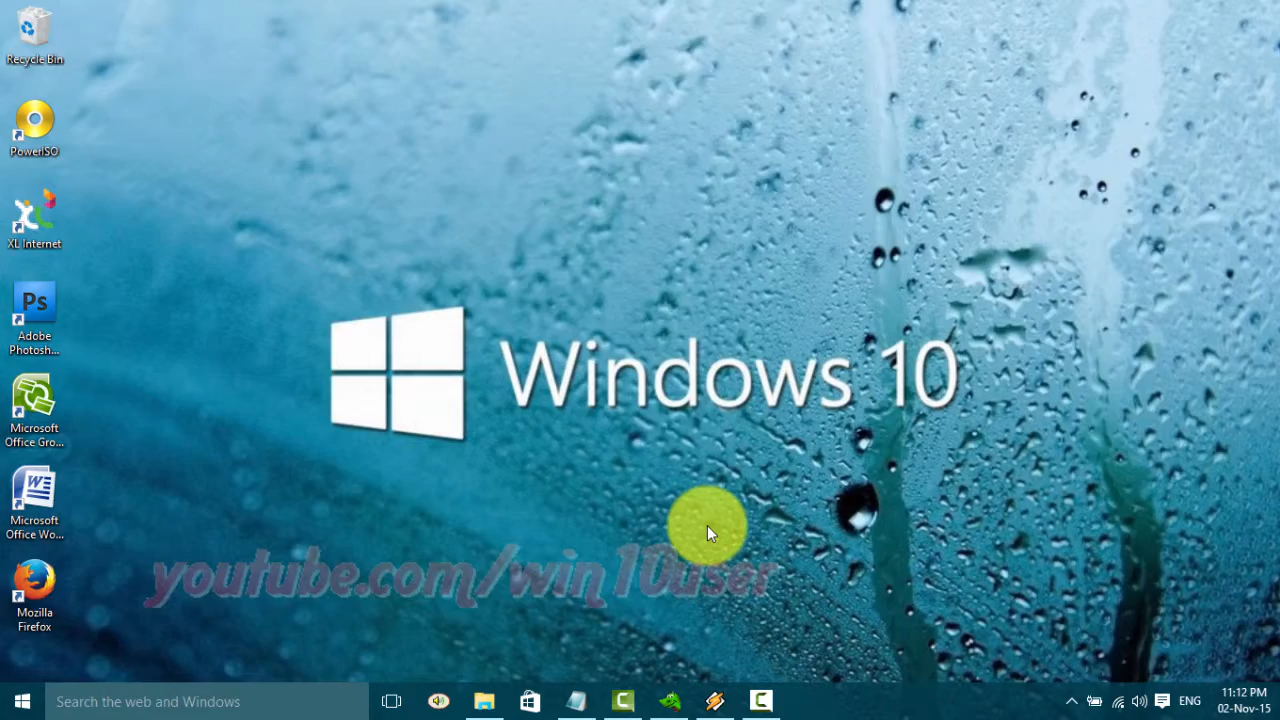 Recycle Bin
PowerISO
XL Internet
Ps
Adobe
Photosh...
Microsoft
Office Gro...
W
Microsoft
Office Wo...
Mozilla
Firefox
Windows 10
youtube.com/win10user
Search the web and Windows
ENG
11:12 PM
02-Nov-15